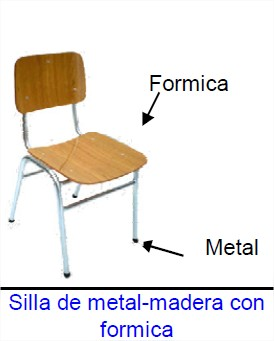 Formica
Metal
Silla de metal-madera con
formica